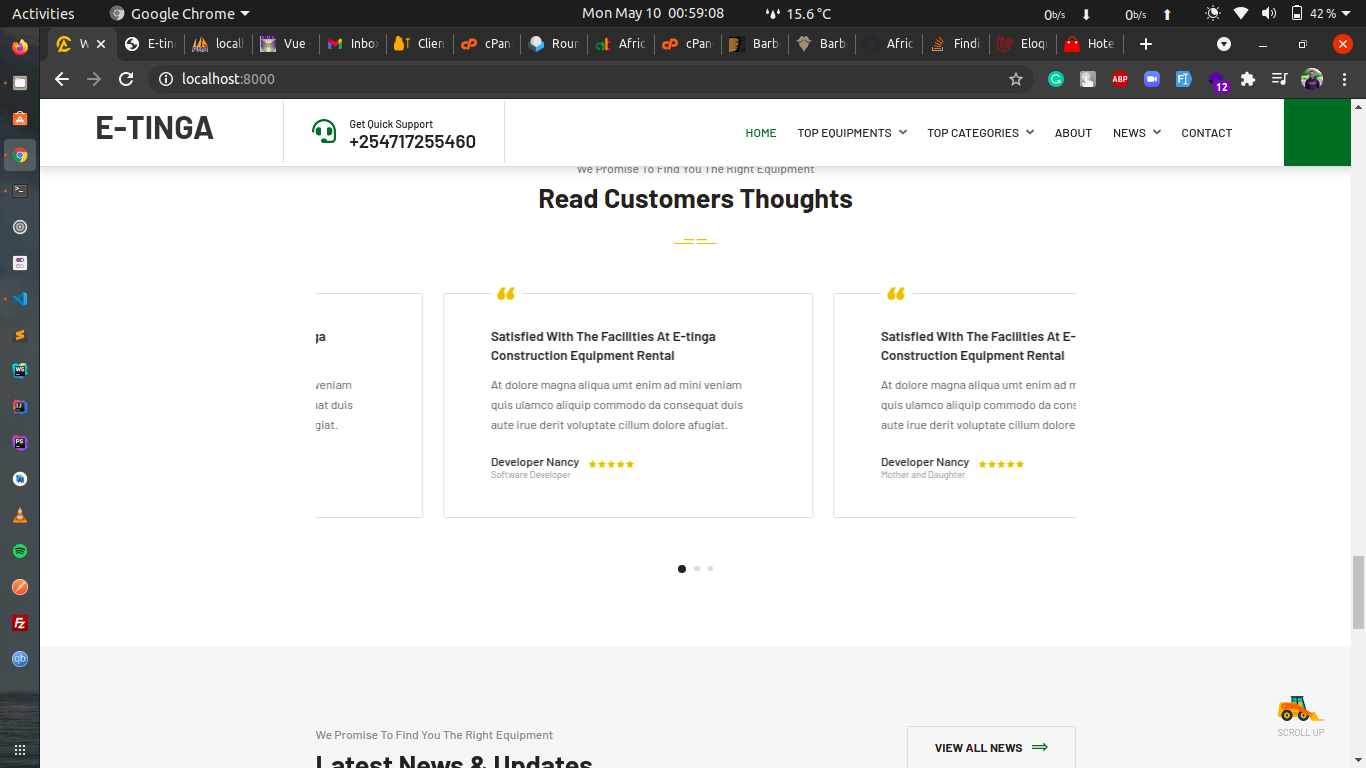 Activities
Google Chrome
Mon May 10 00:59:08
15.6 °C
0b/s
0b/s
42 %
W
E-tin
local
Vue
Inbo
Clien
cPan
Roun
Afric
cPan
Barb
Barb
Afric
Findi
Eloqu
Hote
localhost:8000
ABP
12
E-TINGA
Get Quick Support
+254717255460
HOME
TOP EQUIPMENTS
TOP CATEGORIES
ABOUT
NEWS
CONTACT
We Promise To Find You The Right Equipment
Read Customers Thoughts
ga
veniam
at duis
giat.
Satisfied With The Facilities At E-tinga
Construction Equipment Rental
At dolore magna aliqua umt enim ad mini veniam
quis ulamco aliquip commodo da consequat duis
aute irue derit voluptate cillum dolore afugiat.
Developer Nancy
Software Developer
Satisfied With The Facilities At E-
Construction Equipment Rental
At dolore magna aliqua umt enim ad m
quis ulamco aliquip commodo da cons
aute irue derit voluptate cillum dolore
Developer Nancy
Mother and Daughter
We Promise To Find You The Right Equipment
Latest News & Updates
VIEW ALL NEWS
SCROLL UP